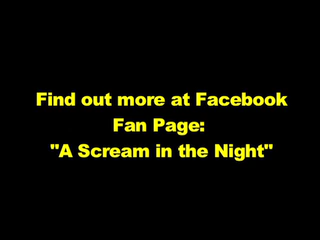 Find out more at Facebook
Fan Page:
"A Scream in the Night"